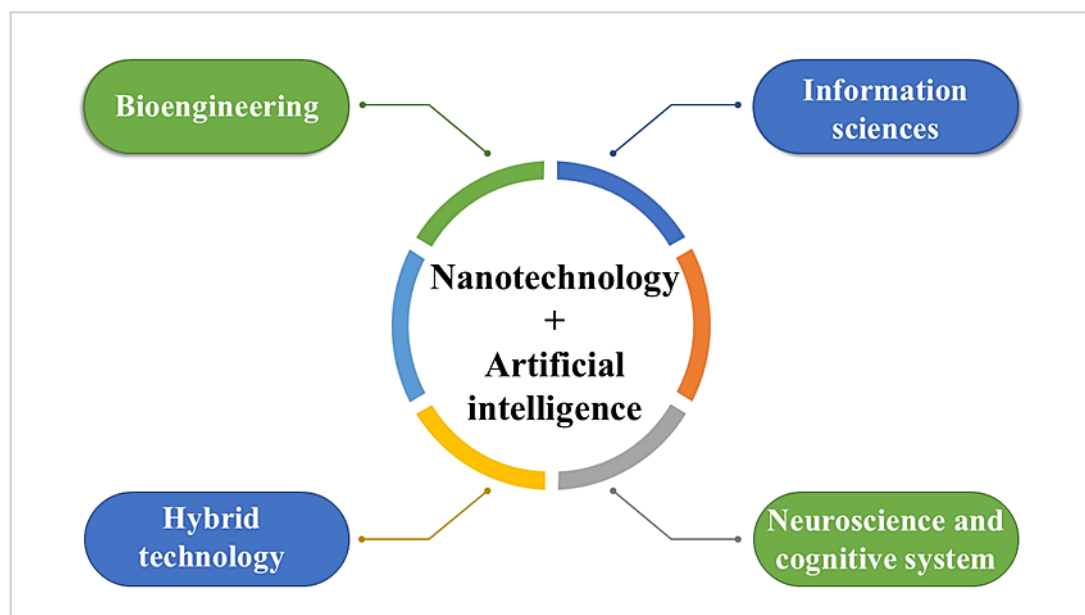 Bioengineering
Information
sciences
Nanotechnology
+
Artificial
intelligence
Hybrid
technology
Neuroscience and
cognitive system